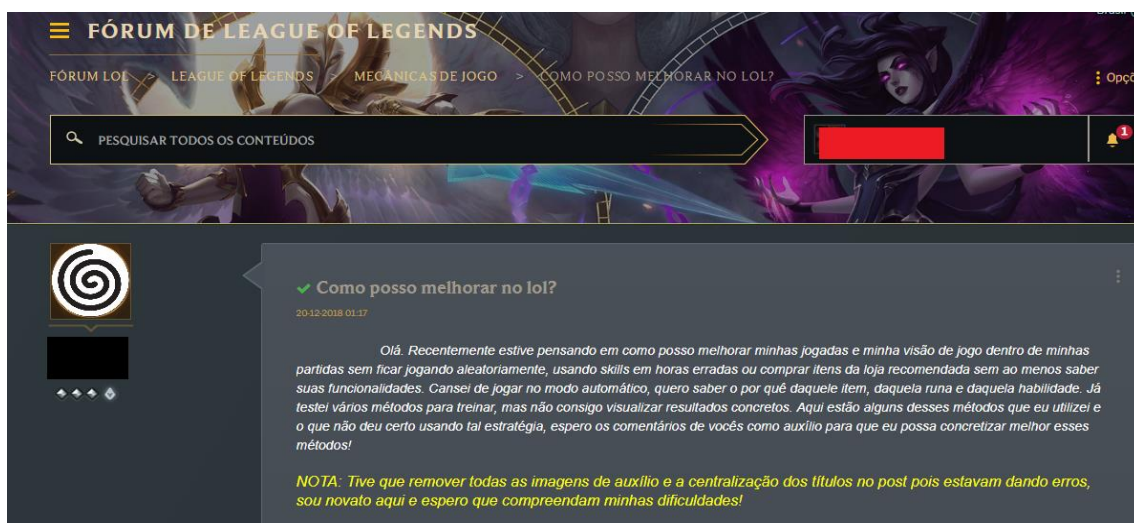 FÓRUM DE LEAGUE OF LEGENDS
FÓRUM LOL > LEAGUE OF LEGENDS > MECÂNICAS DE JOGO > COMO POSSO MELHORAR NO LOL?
Opçõ
PESQUISAR TODOS OS CONTEÚDOS
1
Como posso melhorar no lol?
20-12-2018 01:17
Olá. Recentemente estive pensando em como posso melhorar minhas jogadas e minha visão de jogo dentro de minhas
partidas sem ficar jogando aleatoriamente, usando skills em horas erradas ou comprar itens da loja recomendada sem ao menos saber
suas funcionalidades. Cansei de jogar no modo automático, quero saber o por quê daquele item, daquela runa e daquela habilidade. Já
testei vários métodos para treinar, mas não consigo visualizar resultados concretos. Aqui estão alguns desses métodos que eu utilizei e
o que não deu certo usando tal estratégia, espero os comentários de vocês como auxílio para que eu possa concretizar melhor esses
métodos!
NOTA: Tive que remover todas as imagens de auxílio e a centralização dos títulos no post pois estavam dando erros,
sou novato aqui e espero que compreendam minhas dificuldades!